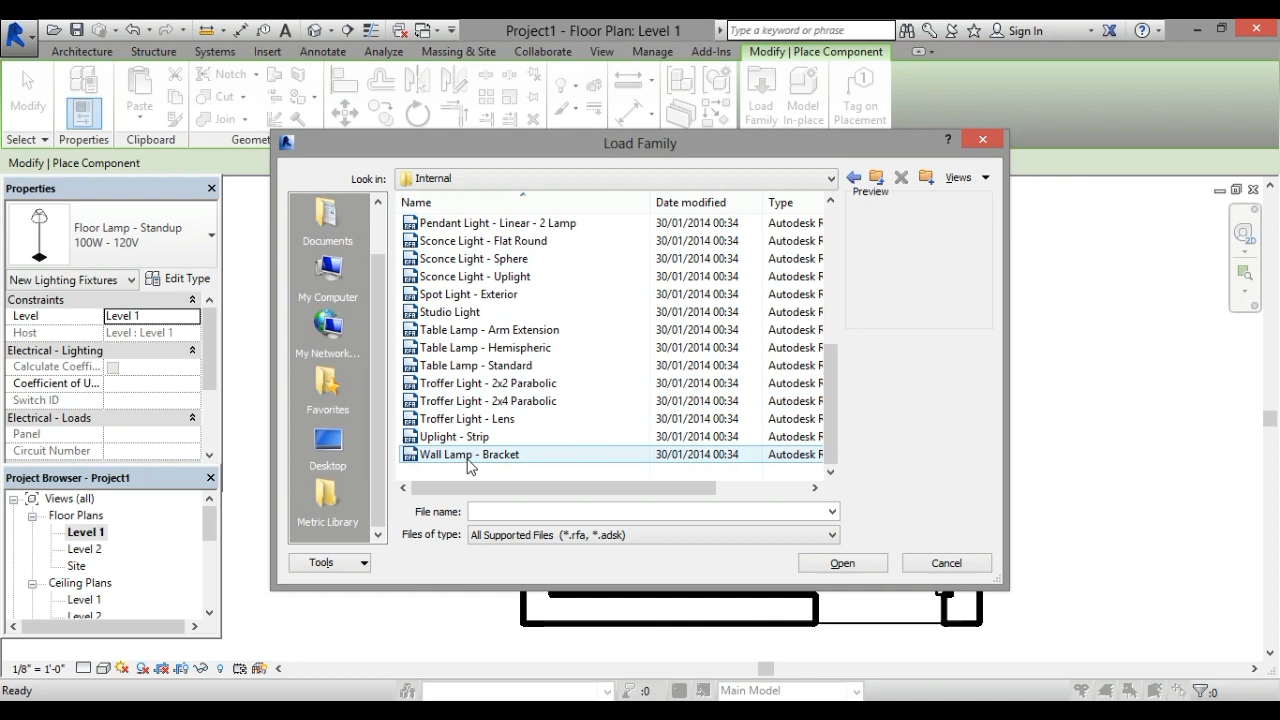 Project1 - Floor Plan: Level 1
Type a keyword or phrase
Sign In
Architecture Structure Systems Insert Annotate Analyze Massing & Site Collaborate View Manage Add-Ins Modify | Place Component
Modify
Paste
Notch
Cut
Join
Load Family
Model In-place
Tag on Placement
Select Properties Clipboard Geomet
Modify | Place Component
Properties
Floor Lamp - Standup
100W - 120V
New Lighting Fixtures Edit Type
Constraints
Level Level 1
Host Level : Level 1
Electrical - Lighting
Calculate Coeffi...
Coefficient of U...
Switch ID
Electrical - Loads
Panel
Circuit Number
Project Browser - Project1
Views (all)
Floor Plans
Level 1
Level 2
Site
Ceiling Plans
Level 1
Level 2
Load Family
Look in: Internal
Views
Preview
Documents
My Computer
My Network...
Favorites
Desktop
Metric Library
Name Date modified Type
Pendant Light - Linear - 2 Lamp 30/01/2014 00:34 Autodesk R
Sconce Light - Flat Round 30/01/2014 00:34 Autodesk R
Sconce Light - Sphere 30/01/2014 00:34 Autodesk R
Sconce Light - Uplight 30/01/2014 00:34 Autodesk R
Spot Light - Exterior 30/01/2014 00:34 Autodesk R
Studio Light 30/01/2014 00:34 Autodesk R
Table Lamp - Arm Extension 30/01/2014 00:34 Autodesk R
Table Lamp - Hemispheric 30/01/2014 00:34 Autodesk R
Table Lamp - Standard 30/01/2014 00:34 Autodesk R
Troffer Light - 2x2 Parabolic 30/01/2014 00:34 Autodesk R
Troffer Light - 2x4 Parabolic 30/01/2014 00:34 Autodesk R
Troffer Light - Lens 30/01/2014 00:34 Autodesk R
Uplight - Strip 30/01/2014 00:34 Autodesk R
Wall Lamp - Bracket 30/01/2014 00:34 Autodesk R
File name:
Files of type: All Supported Files (*.rfa, *.adsk)
Tools Open Cancel
2D
1/8" = 1'-0"
Ready
:0
Main Model
:0